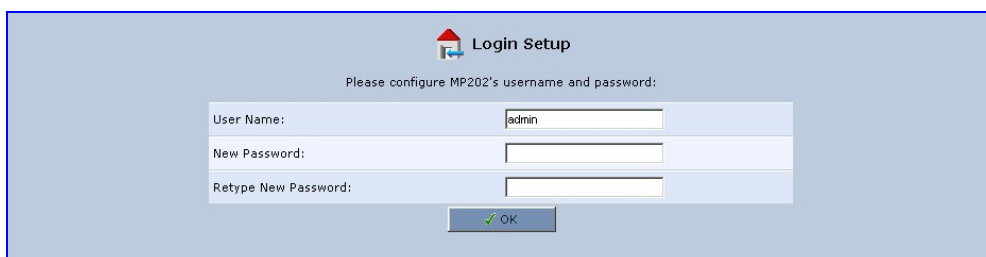 Login Setup
Please configure MP202's username and password:
User Name:
admin
New Password:
Retype New Password:
OK